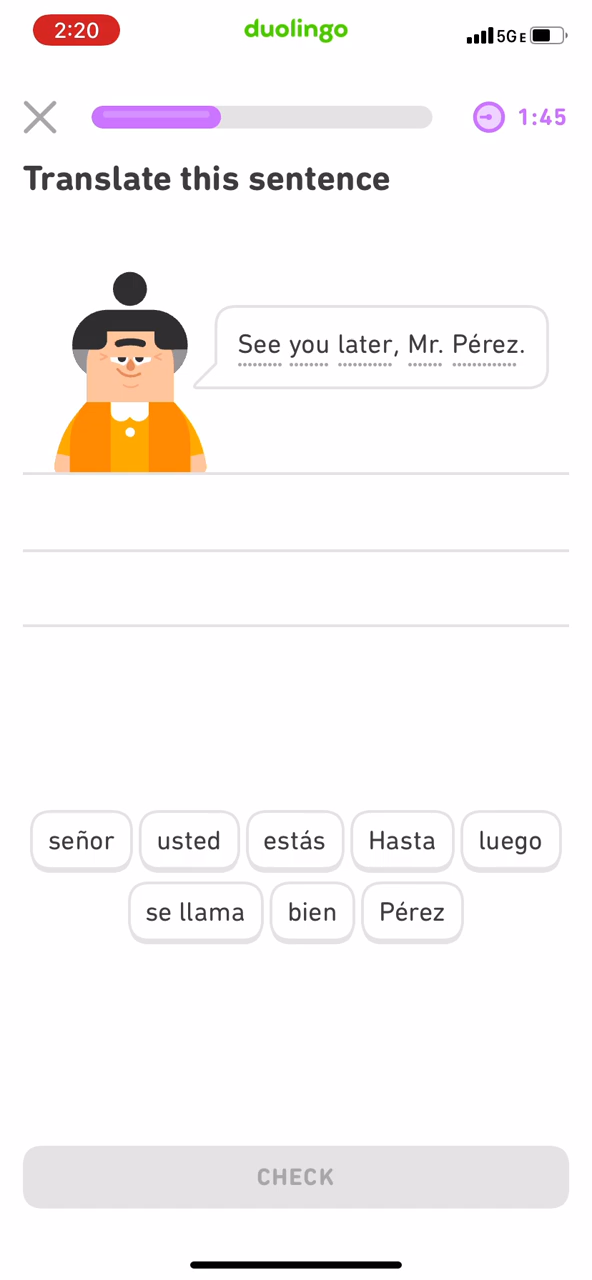 2:20
duolingo
5G E
1:45
Translate this sentence
See you later, Mr. Pérez.
señor usted estás Hasta luego
se llama bien Pérez
CHECK